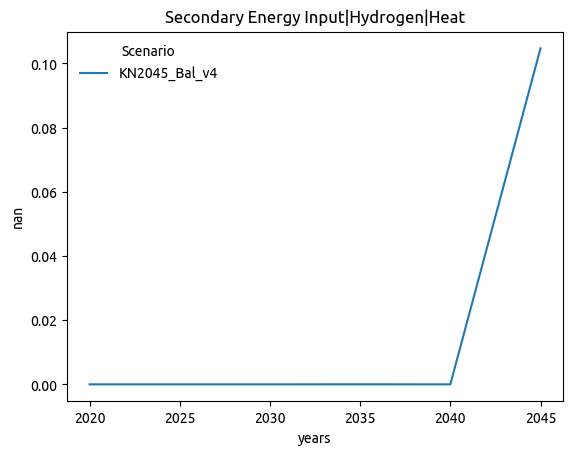 Secondary Energy Input|Hydrogen|Heat
Scenario
KN2045_Bal_v4
0.10
0.08
0.06
0.04
0.02
0.00
nan
2020 2025 2030 2035 2040 2045
years